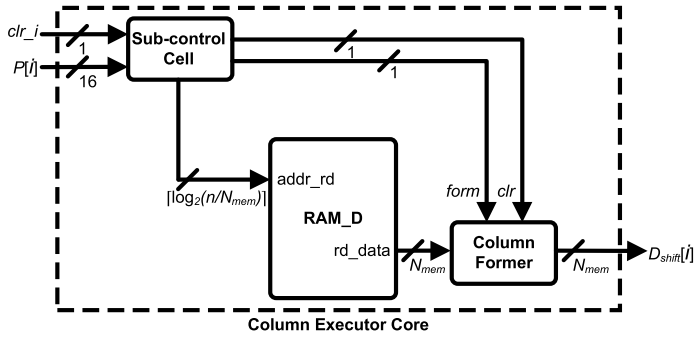 clr_i
1
Sub-control
Cell
P[i]
16
1
1
⌈log2(n/Nmem)⌉
addr_rd
form
clr
RAM_D
rd_data
Nmem
Column
Former
Nmem
Dshift[i]
Column Executor Core